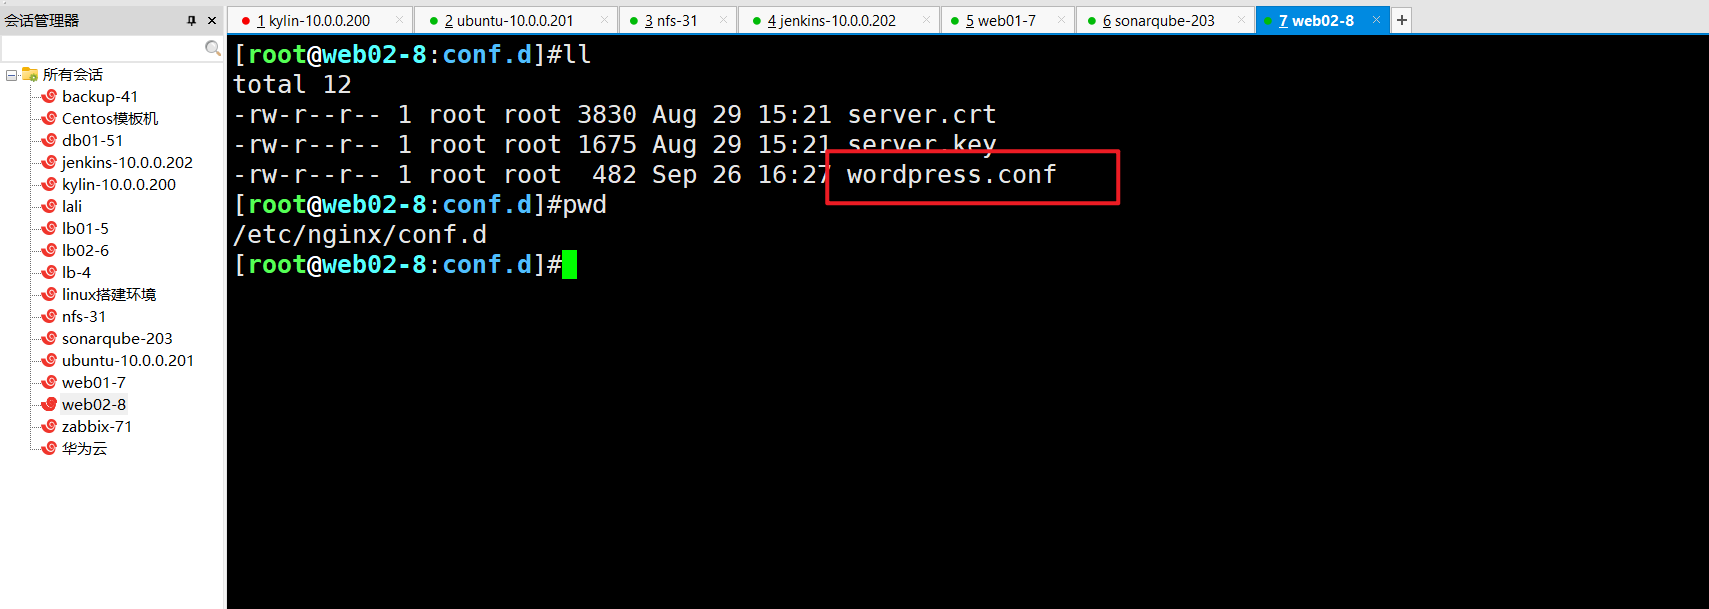 会话管理器
所有会话
backup-41
Centos模板机
db01-51
jenkins-10.0.0.202
kylin-10.0.0.200
lali
lb01-5
lb02-6
lb-4
linux搭建环境
nfs-31
sonarqube-203
ubuntu-10.0.0.201
web01-7
web02-8
zabbix-71
华为云
1 kylin-10.0.0.200 2 ubuntu-10.0.0.201 3 nfs-31 4 jenkins-10.0.0.202 5 web01-7 6 sonarqube-203 7 web02-8 +
[root@web02-8:conf.d]#ll
total 12
-rw-r--r-- 1 root root 3830 Aug 29 15:21 server.crt
-rw-r--r-- 1 root root 1675 Aug 29 15:21 server.key
-rw-r--r-- 1 root root  482 Sep 26 16:27 wordpress.conf
[root@web02-8:conf.d]#pwd
/etc/nginx/conf.d
[root@web02-8:conf.d]#